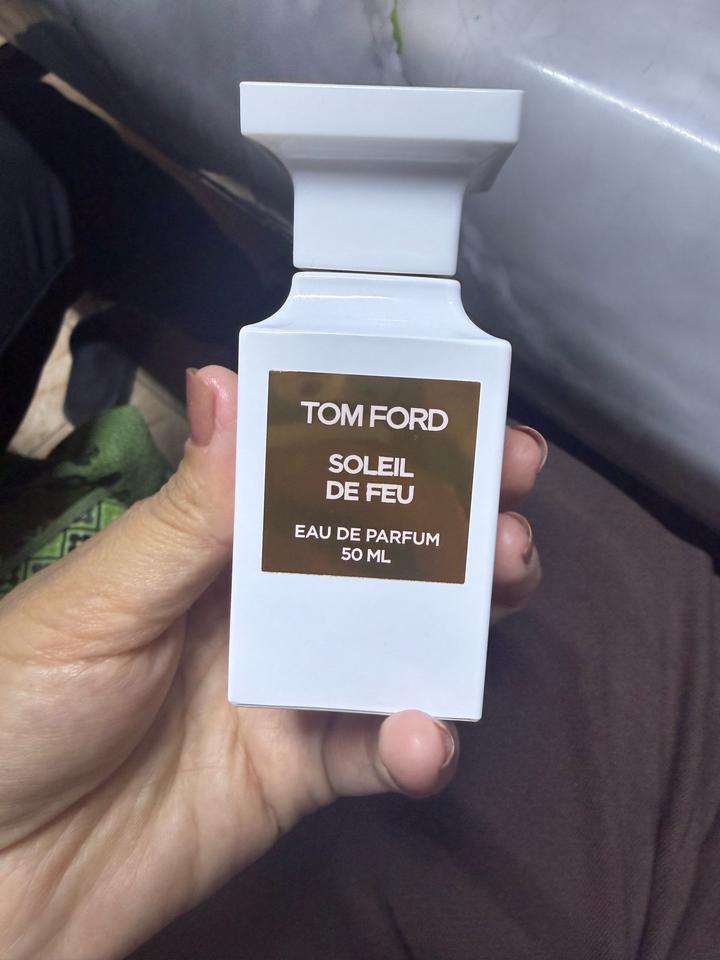 TOM FORD
SOLEIL
DE FEU
EAU DE PARFUM
50 ML